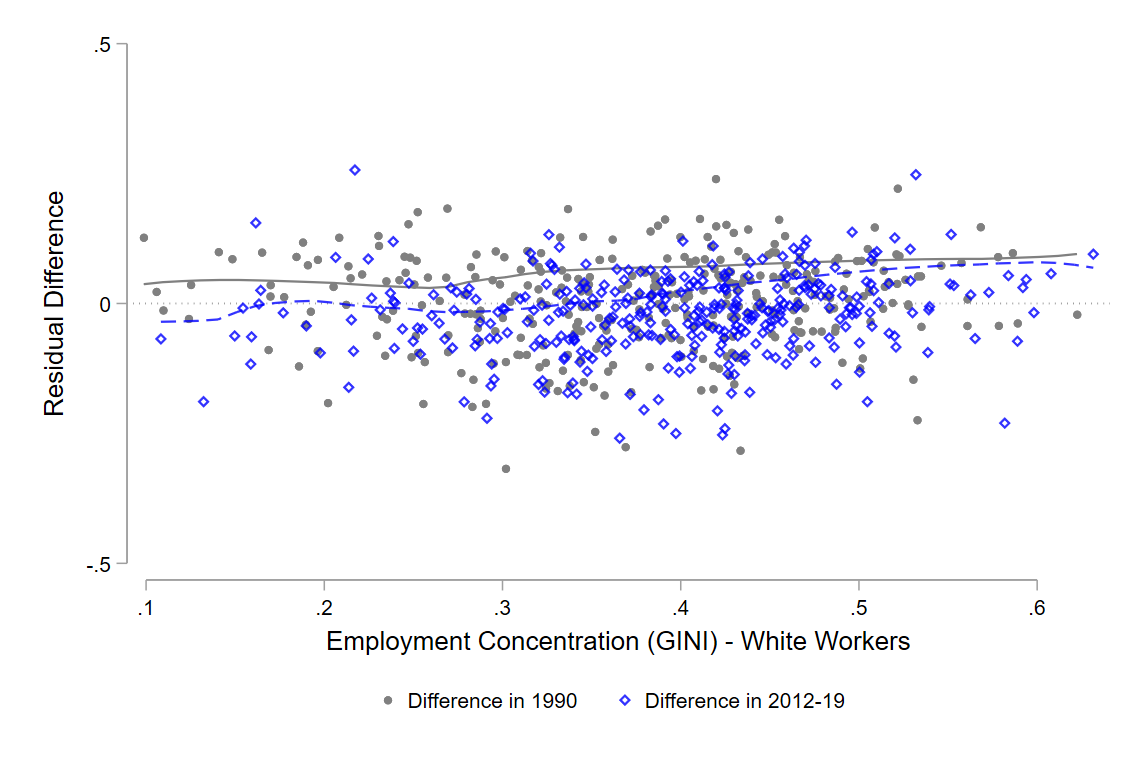 .5
0
-.5
Residual Difference
.1 .2 .3 .4 .5 .6
Employment Concentration (GINI) - White Workers
Difference in 1990 Difference in 2012-19